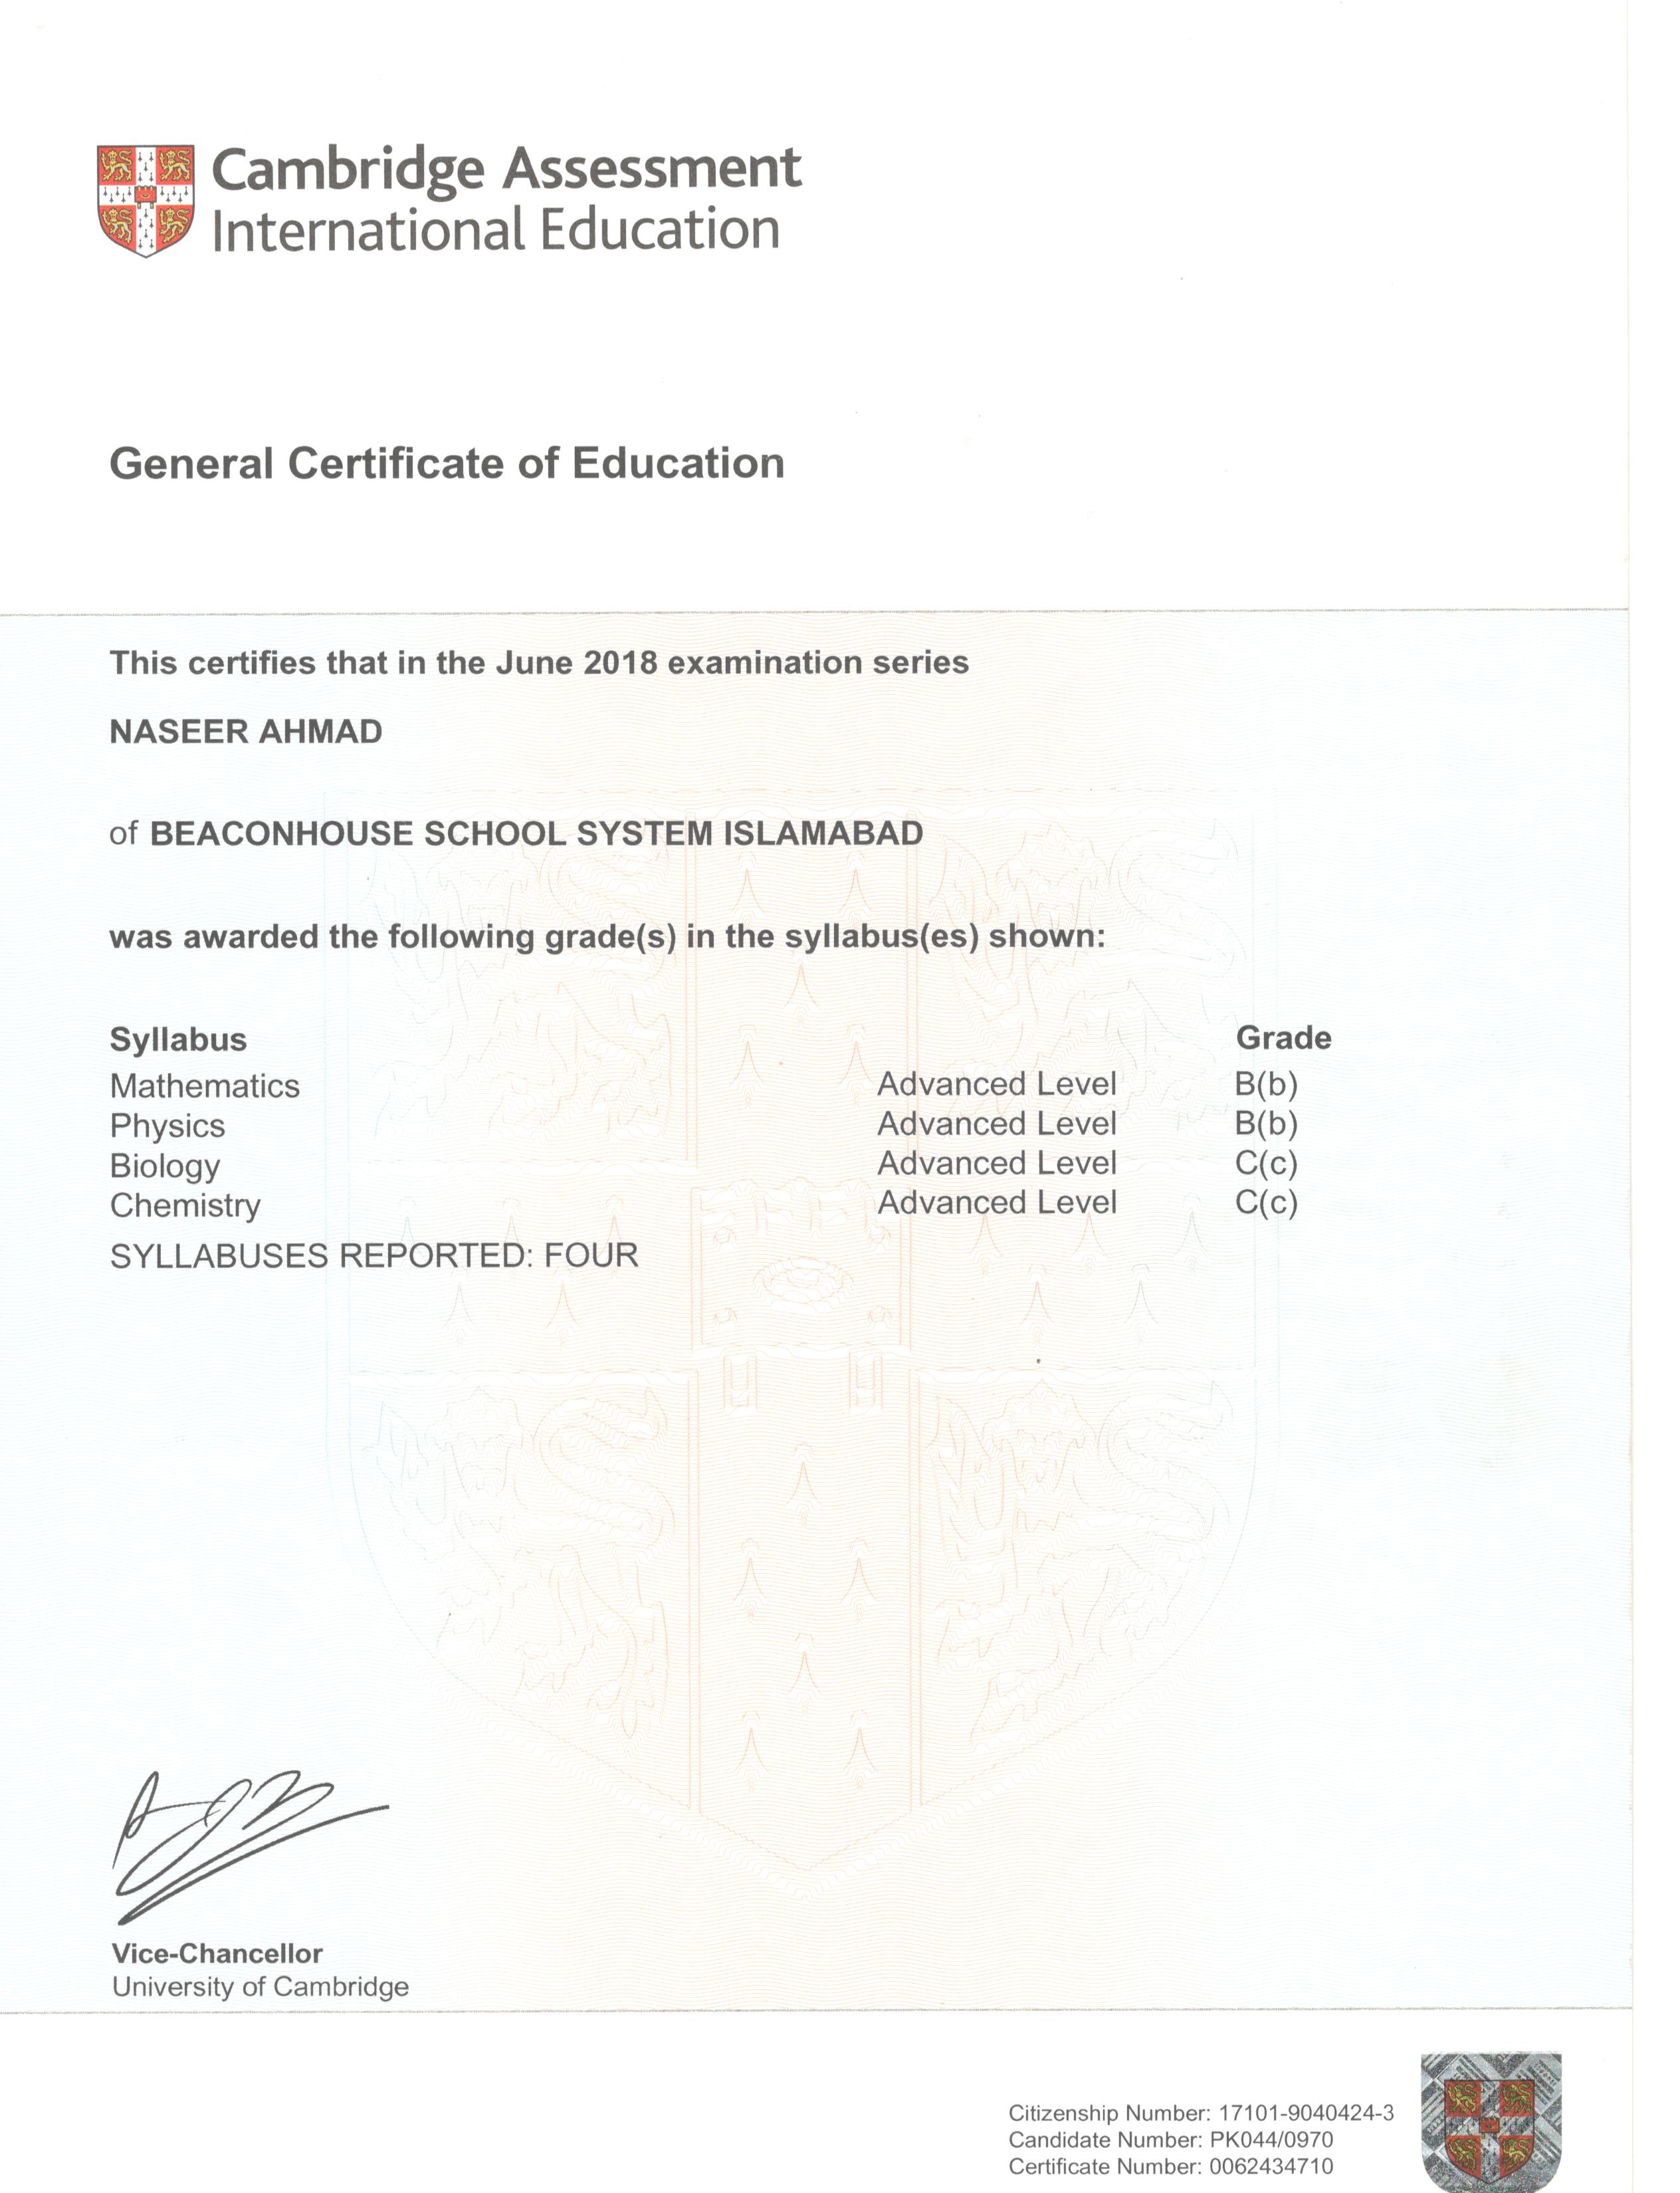 Cambridge Assessment
International Education
General Certificate of Education
This certifies that in the June 2018 examination series
NASEER AHMAD
of BEACONHOUSE SCHOOL SYSTEM ISLAMABAD
was awarded the following grade(s) in the syllabus(es) shown:
Syllabus Grade
Mathematics Advanced Level B(b)
Physics Advanced Level B(b)
Biology Advanced Level C(c)
Chemistry Advanced Level C(c)
SYLLABUSES REPORTED: FOUR
Vice-Chancellor
University of Cambridge
Citizenship Number: 17101-9040424-3
Candidate Number: PK044/0970
Certificate Number: 0062434710